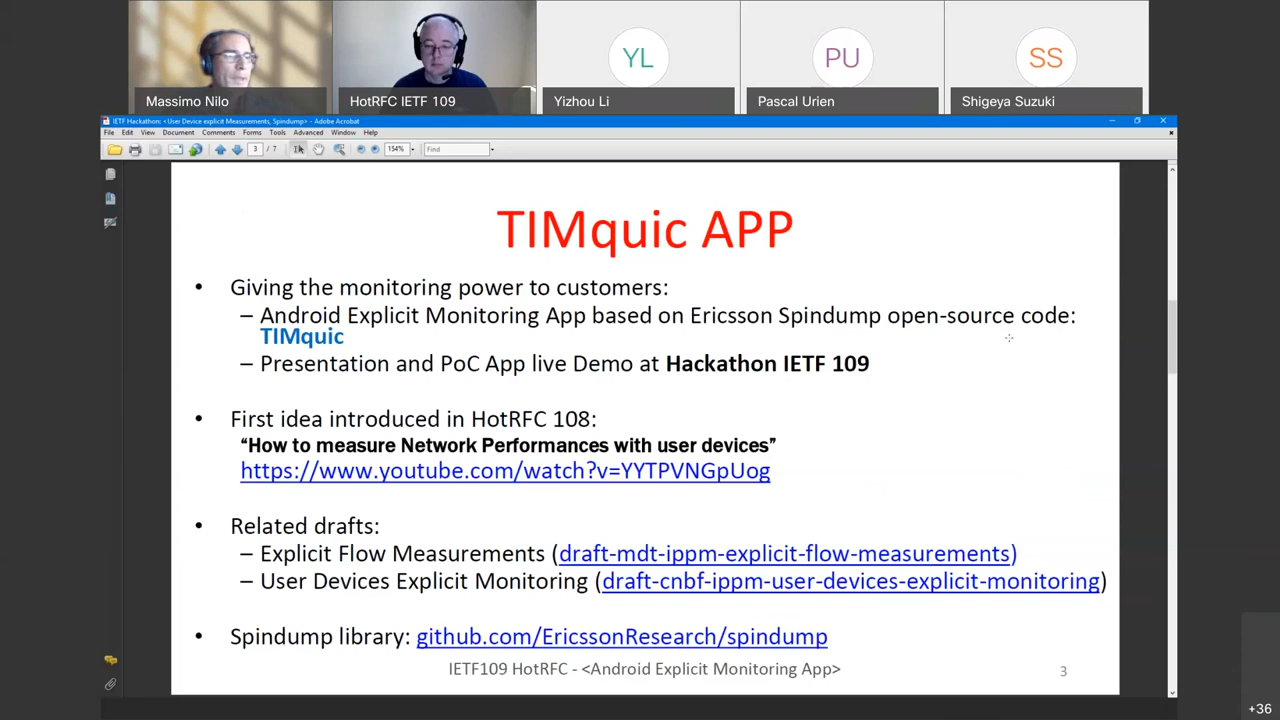 YL
PU
SS
Massimo Nilo
HotRFC IETF 109
Yizhou Li
Pascal Urien
Shigeya Suzuki
IETF Hackathon: <User Device explicit Measurements, Spindump> - Adobe Acrobat
File Edit View Document Comments Forms Tools Advanced Window Help
3 / 7
154%
Find
TIMquic APP
• Giving the monitoring power to customers:
– Android Explicit Monitoring App based on Ericsson Spindump open-source code:
TIMquic
– Presentation and PoC App live Demo at Hackathon IETF 109
• First idea introduced in HotRFC 108:
“How to measure Network Performances with user devices”
https://www.youtube.com/watch?v=YYTPVNGpUog
• Related drafts:
– Explicit Flow Measurements (draft-mdt-ippm-explicit-flow-measurements)
– User Devices Explicit Monitoring (draft-cnbf-ippm-user-devices-explicit-monitoring)
• Spindump library: github.com/EricssonResearch/spindump
IETF109 HotRFC - <Android Explicit Monitoring App>
3
+36